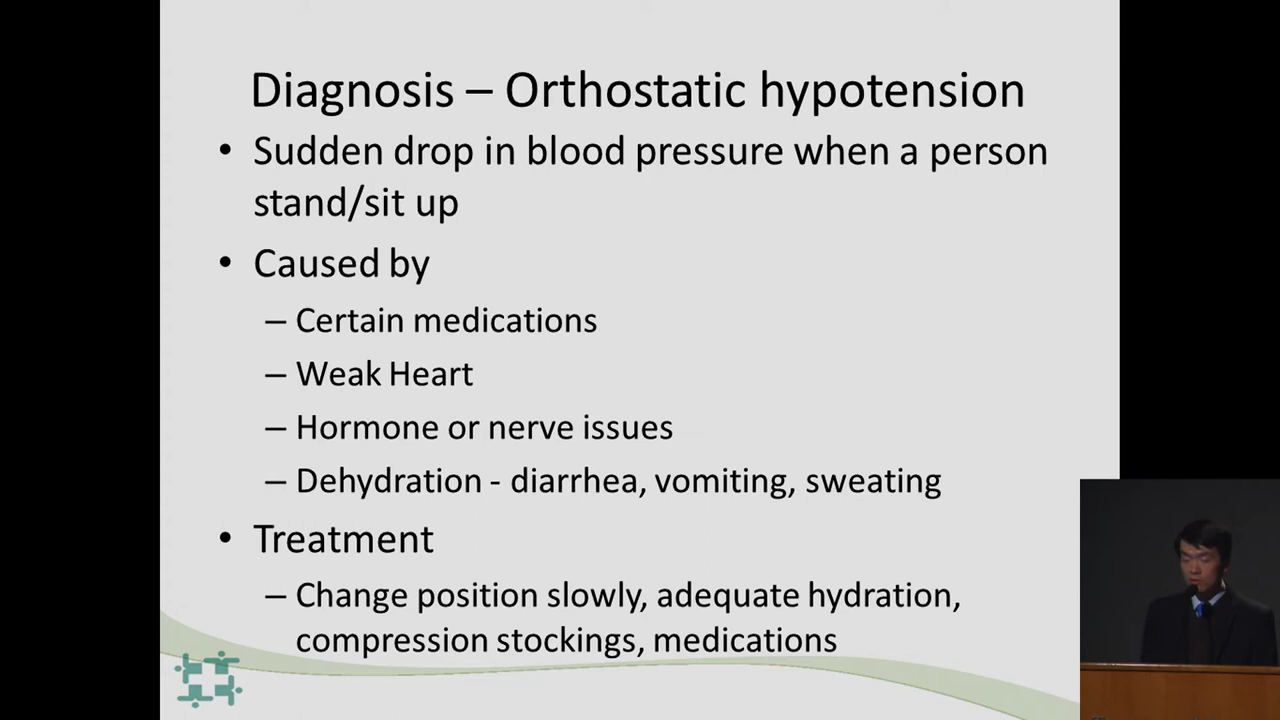 Diagnosis – Orthostatic hypotension
• Sudden drop in blood pressure when a person
stand/sit up
• Caused by
– Certain medications
– Weak Heart
– Hormone or nerve issues
– Dehydration - diarrhea, vomiting, sweating
• Treatment
– Change position slowly, adequate hydration,
compression stockings, medications